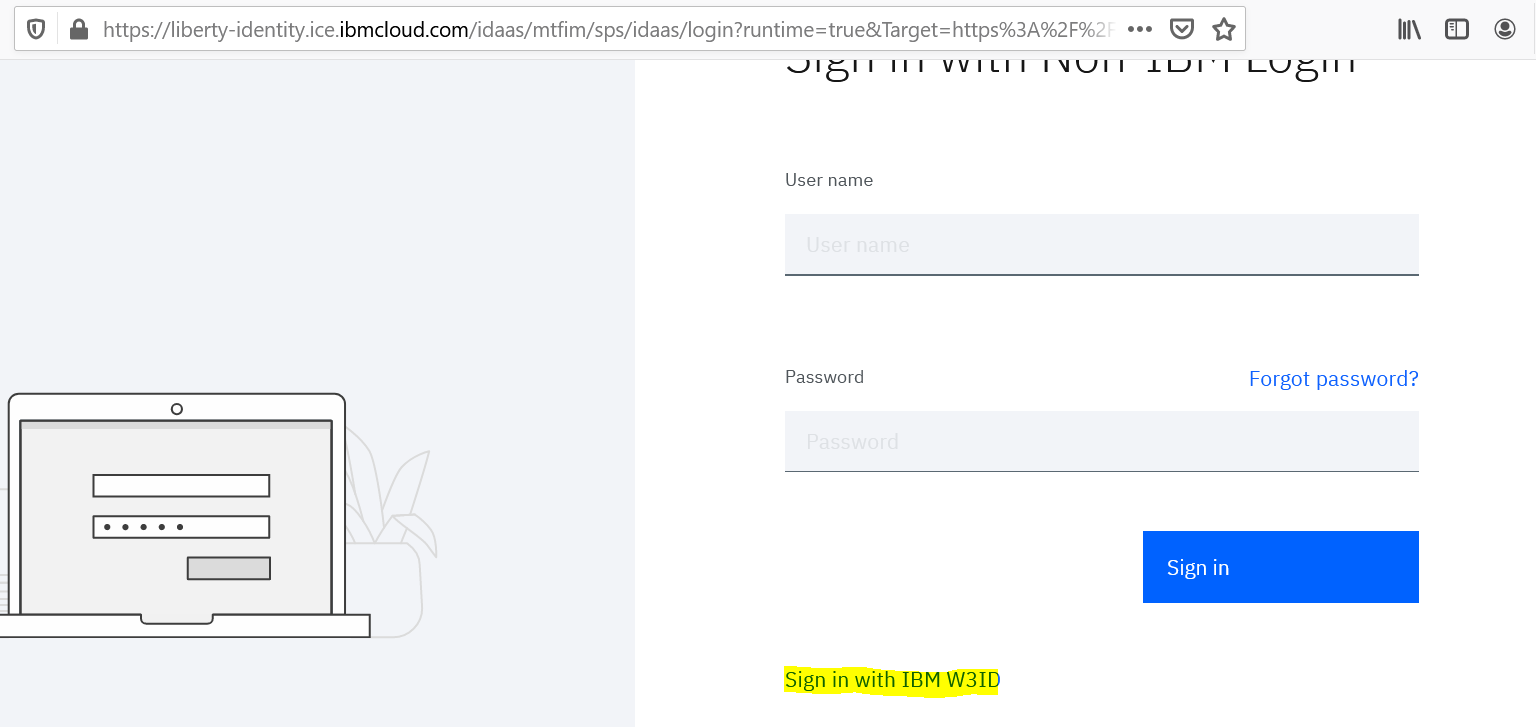 https://liberty-identity.ice.ibmcloud.com/idaas/mtfim/sps/idaas/login?runtime=true&Target=https%3A%2F%2F
Sign in with Non-IBM Login
User name
User name
Password
Forgot password?
Password
Sign in
Sign in with IBM W3ID